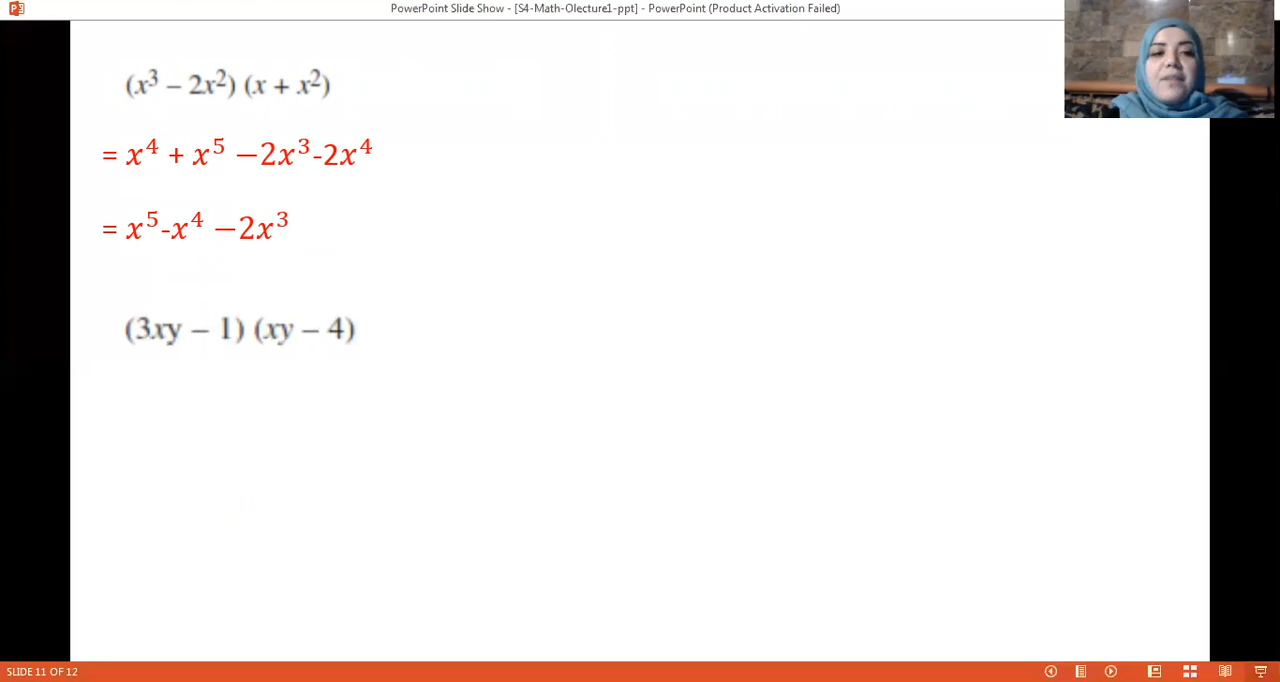 PowerPoint Slide Show - [S4-Math-Olecture1-ppt] - PowerPoint (Product Activation Failed)
(x³ – 2x²) (x + x²)
= x⁴ + x⁵ −2x³-2x⁴
= x⁵-x⁴ −2x³
(3xy – 1) (xy – 4)
SLIDE 11 OF 12